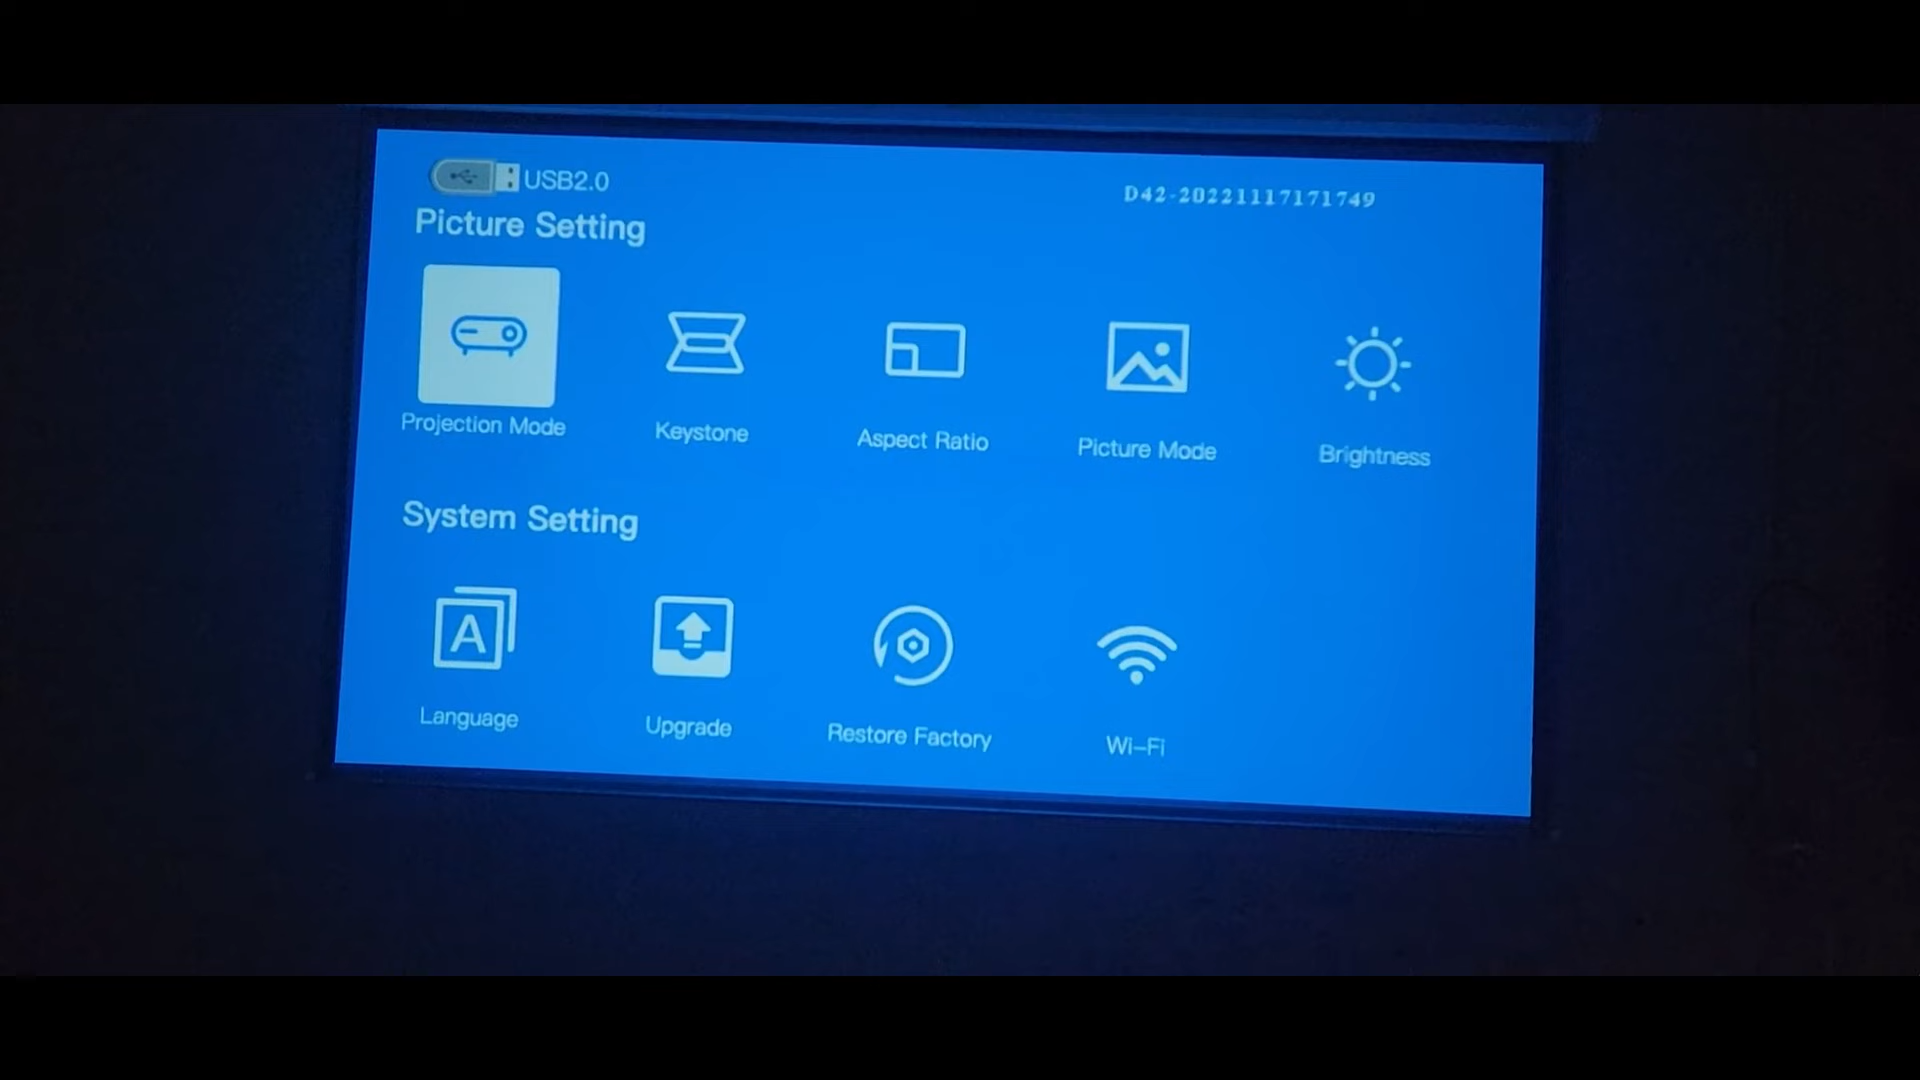 USB2.0
D42-20221117171749
Picture Setting
Projection Mode
Keystone
Aspect Ratio
Picture Mode
Brightness
System Setting
A
Language
Upgrade
Restore Factory
Wi-Fi